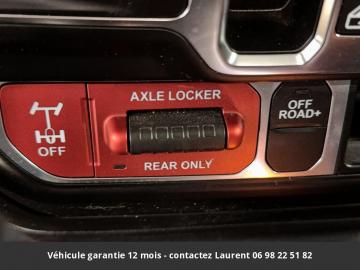 AXLE LOCKER
OFF
ROAD+
OFF
REAR ONLY
Véhicule garantie 12 mois - contactez Laurent 06 98 22 51 82